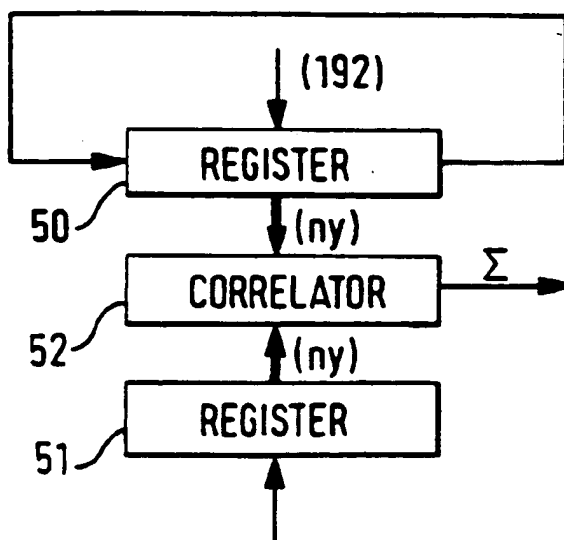 (192)
REGISTER
50
(ny)
CORRELATOR
Σ
52
(ny)
REGISTER
51